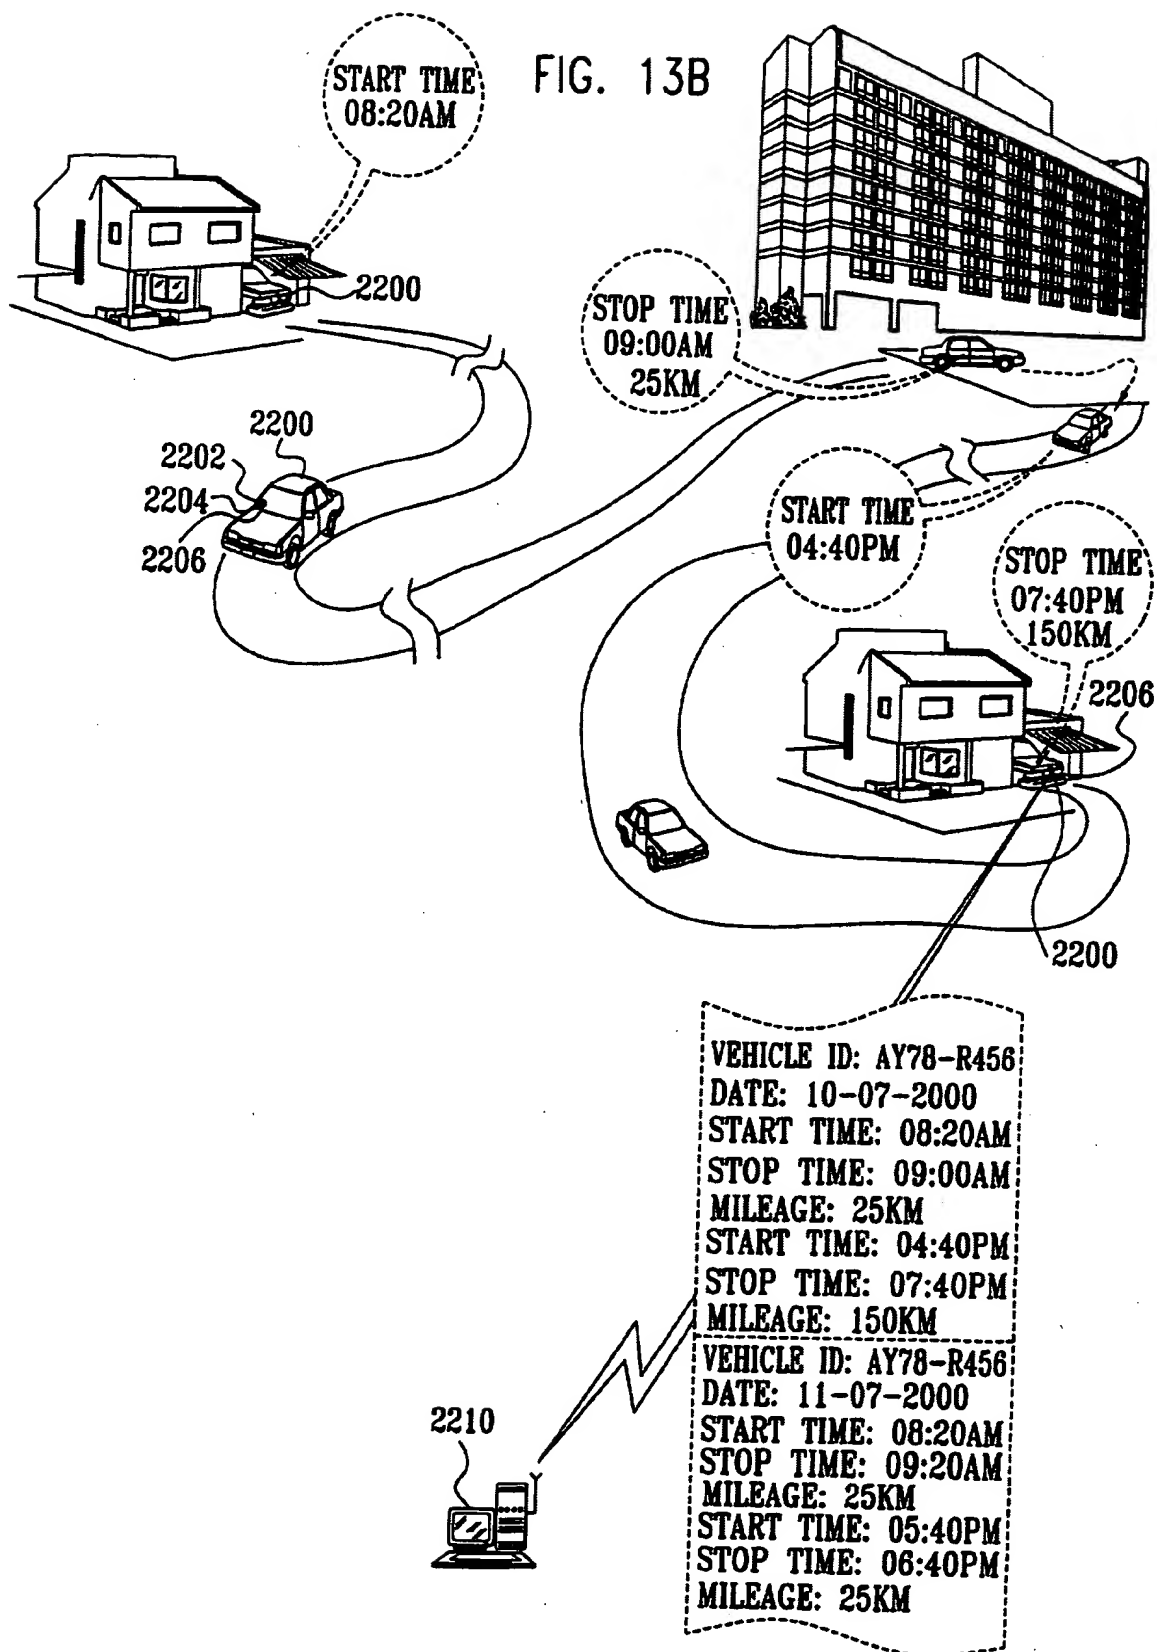 FIG. 13B
START TIME
08:20AM
2200
STOP TIME
09:00AM
25KM
2200
2202
2204
2206
START TIME
04:40PM
STOP TIME
07:40PM
150KM
2206
2200
VEHICLE ID: AY78-R456
DATE: 10-07-2000
START TIME: 08:20AM
STOP TIME: 09:00AM
MILEAGE: 25KM
START TIME: 04:40PM
STOP TIME: 07:40PM
MILEAGE: 150KM
VEHICLE ID: AY78-R456
DATE: 11-07-2000
START TIME: 08:20AM
STOP TIME: 09:20AM
MILEAGE: 25KM
START TIME: 05:40PM
STOP TIME: 06:40PM
MILEAGE: 25KM
2210